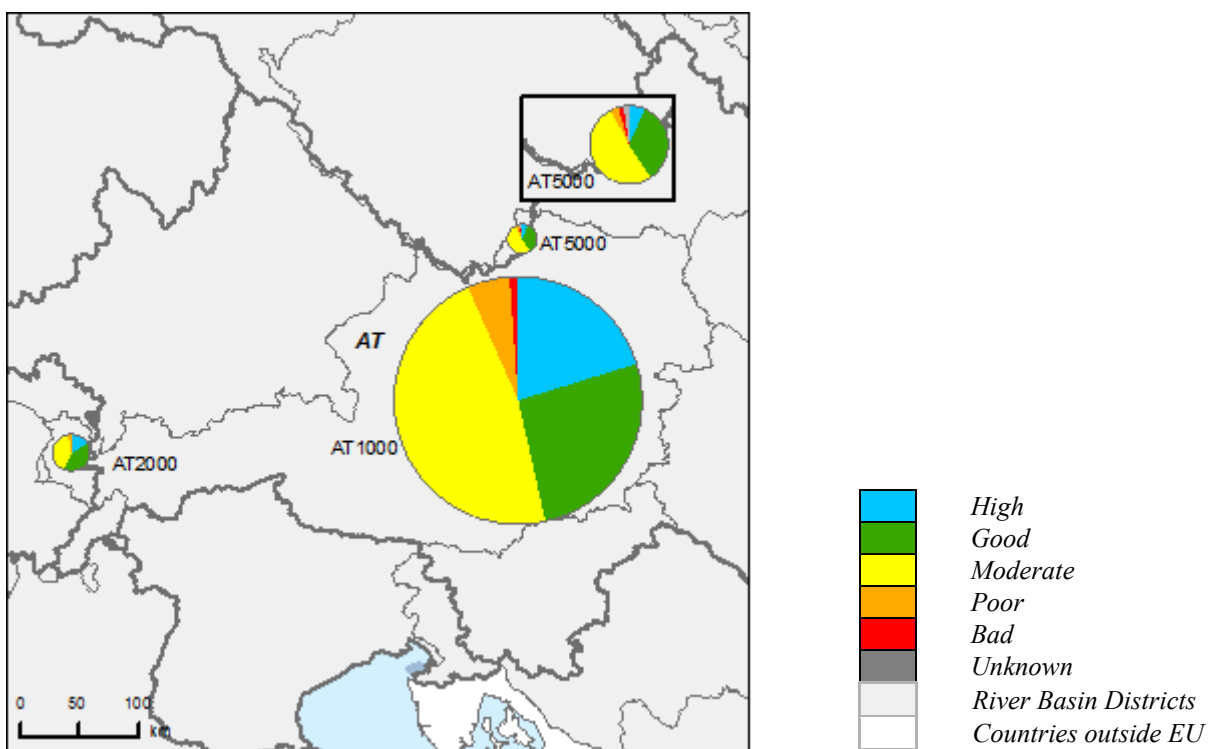 AT5000
AT5000
AT
AT1000
AT2000
0 50 100
km
High
Good
Moderate
Poor
Bad
Unknown
River Basin Districts
Countries outside EU